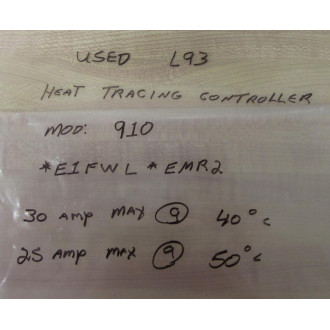 USED L93
HEAT TRACING CONTROLLER
MOD: 910
*E1FWL*EMR2
30 AMP MAX @ 40°C
25 AMP MAX @ 50°C